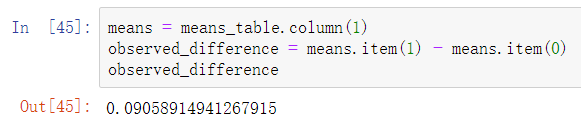 In [45]: means = means_table.column(1)
observed_difference = means.item(1) - means.item(0)
observed_difference
Out[45]: 0.09058914941267915